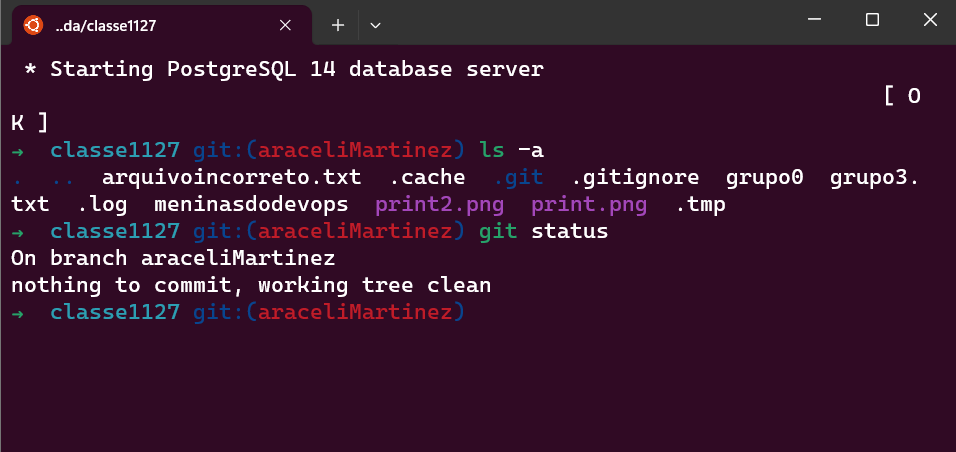 ..da/classe1127
* Starting PostgreSQL 14 database server
[ O
K ]
→ classe1127 git:(araceliMartinez) ls -a
. .. arquivoincorreto.txt .cache .git .gitignore grupo0 grupo3.
txt .log meninasdodevops print2.png print.png .tmp
→ classe1127 git:(araceliMartinez) git status
On branch araceliMartinez
nothing to commit, working tree clean
→ classe1127 git:(araceliMartinez)